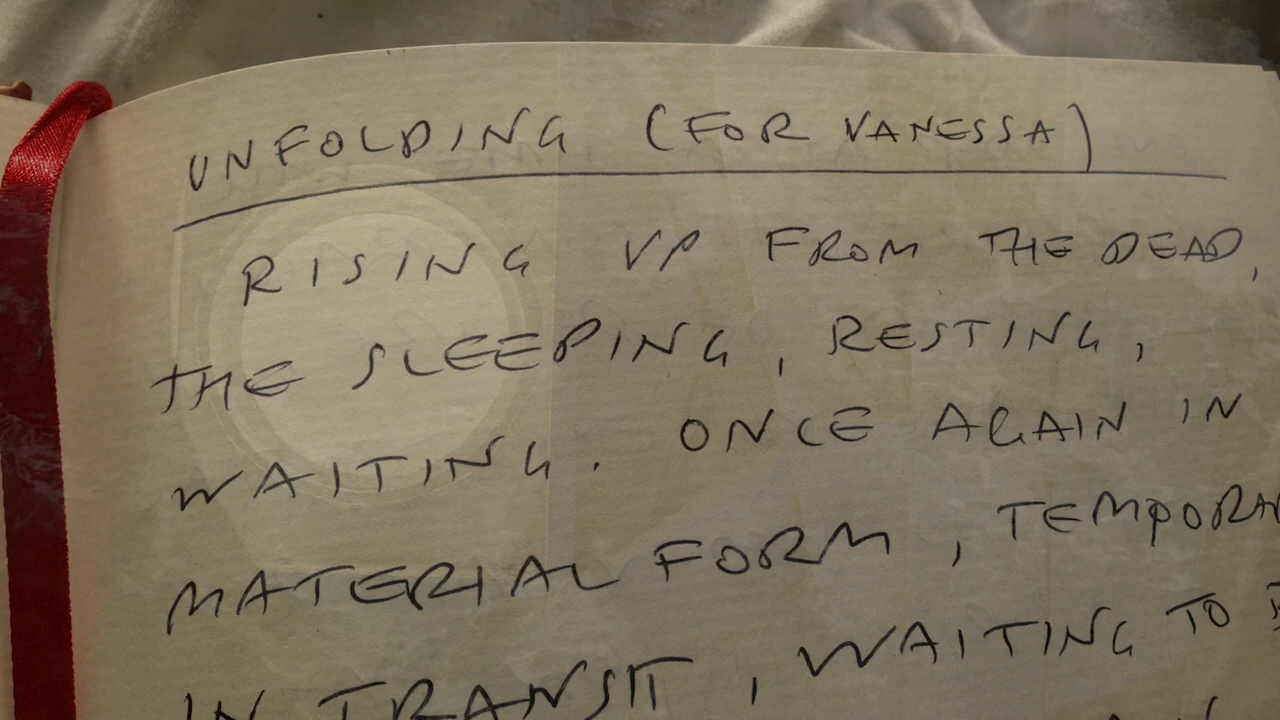 UNFOLDING (FOR VANESSA)
RISING UP FROM THE DEAD,
THE SLEEPING, RESTING,
WAITING. ONCE AGAIN IN
MATERIAL FORM,
IN TRANSIT, WAITING TO